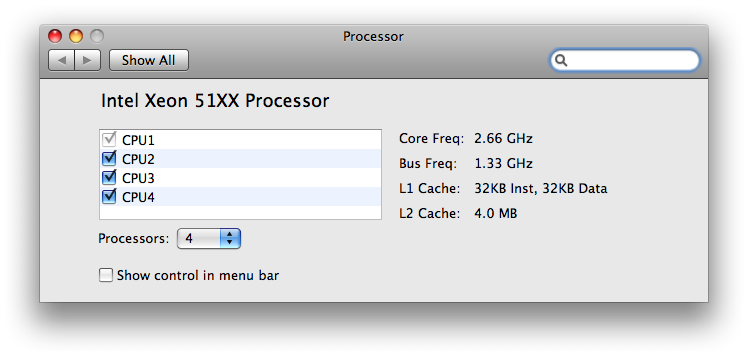 Processor
Show All
Intel Xeon 51XX Processor
CPU1
CPU2
CPU3
CPU4
Core Freq: 2.66 GHz
Bus Freq: 1.33 GHz
L1 Cache: 32KB Inst, 32KB Data
L2 Cache: 4.0 MB
Processors: 4
Show control in menu bar